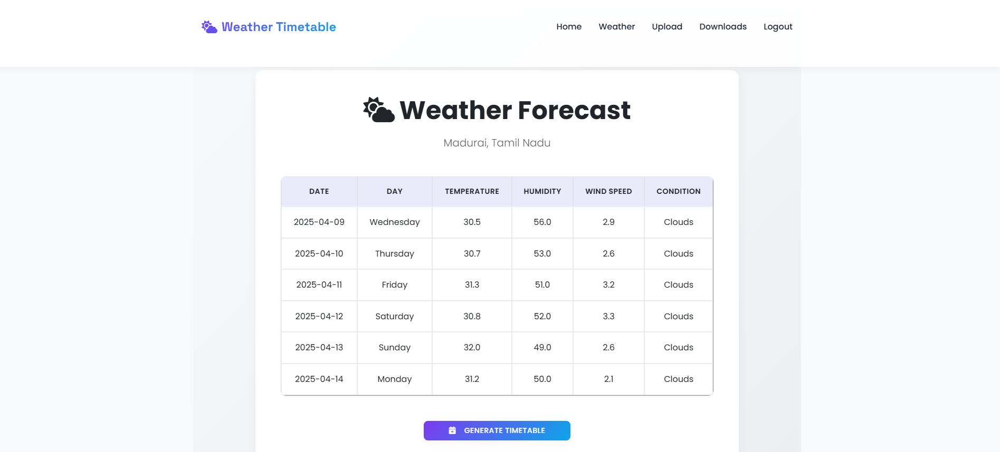 Weather Timetable Home Weather Upload Downloads Logout
Weather Forecast
Madurai, Tamil Nadu
DATE DAY TEMPERATURE HUMIDITY WIND SPEED CONDITION
2025-04-09 Wednesday 30.5 56.0 2.9 Clouds
2025-04-10 Thursday 30.7 53.0 2.6 Clouds
2025-04-11 Friday 31.3 51.0 3.2 Clouds
2025-04-12 Saturday 30.8 52.0 3.3 Clouds
2025-04-13 Sunday 32.0 49.0 2.6 Clouds
2025-04-14 Monday 31.2 50.0 2.1 Clouds
GENERATE TIMETABLE